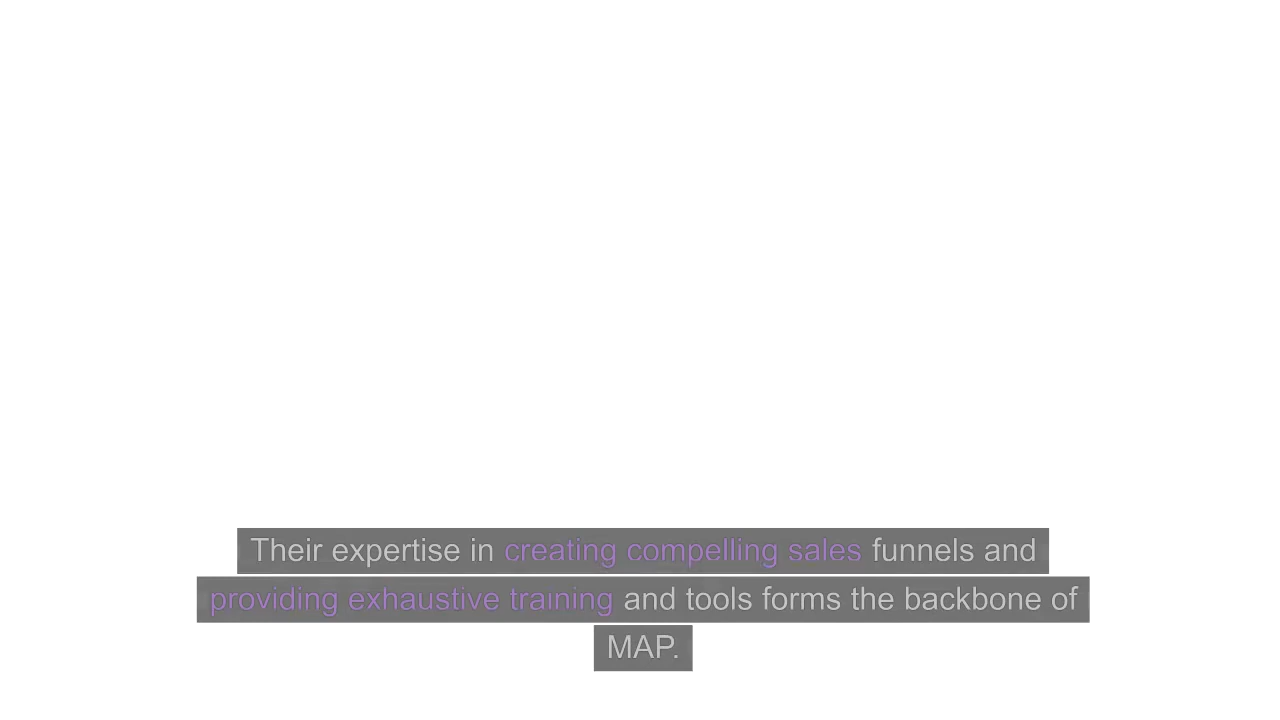 Their expertise in creating compelling sales funnels and
providing exhaustive training and tools forms the backbone of
MAP.